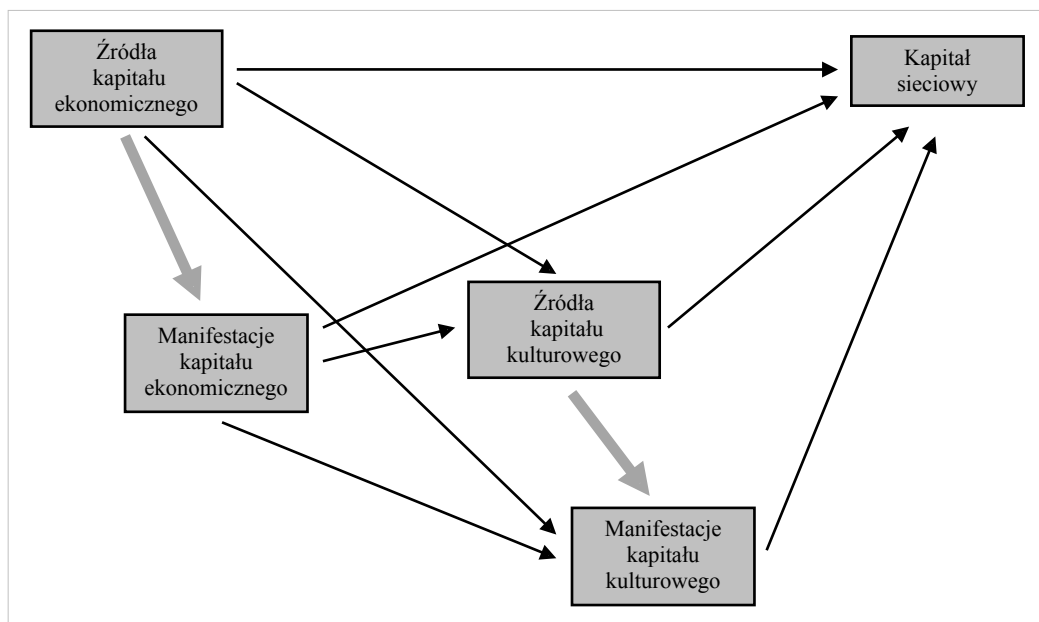 Źródła
kapitału
ekonomicznego
Kapitał
sieciowy
Manifestacje
kapitału
ekonomicznego
Źródła
kapitału
kulturowego
Manifestacje
kapitału
kulturowego